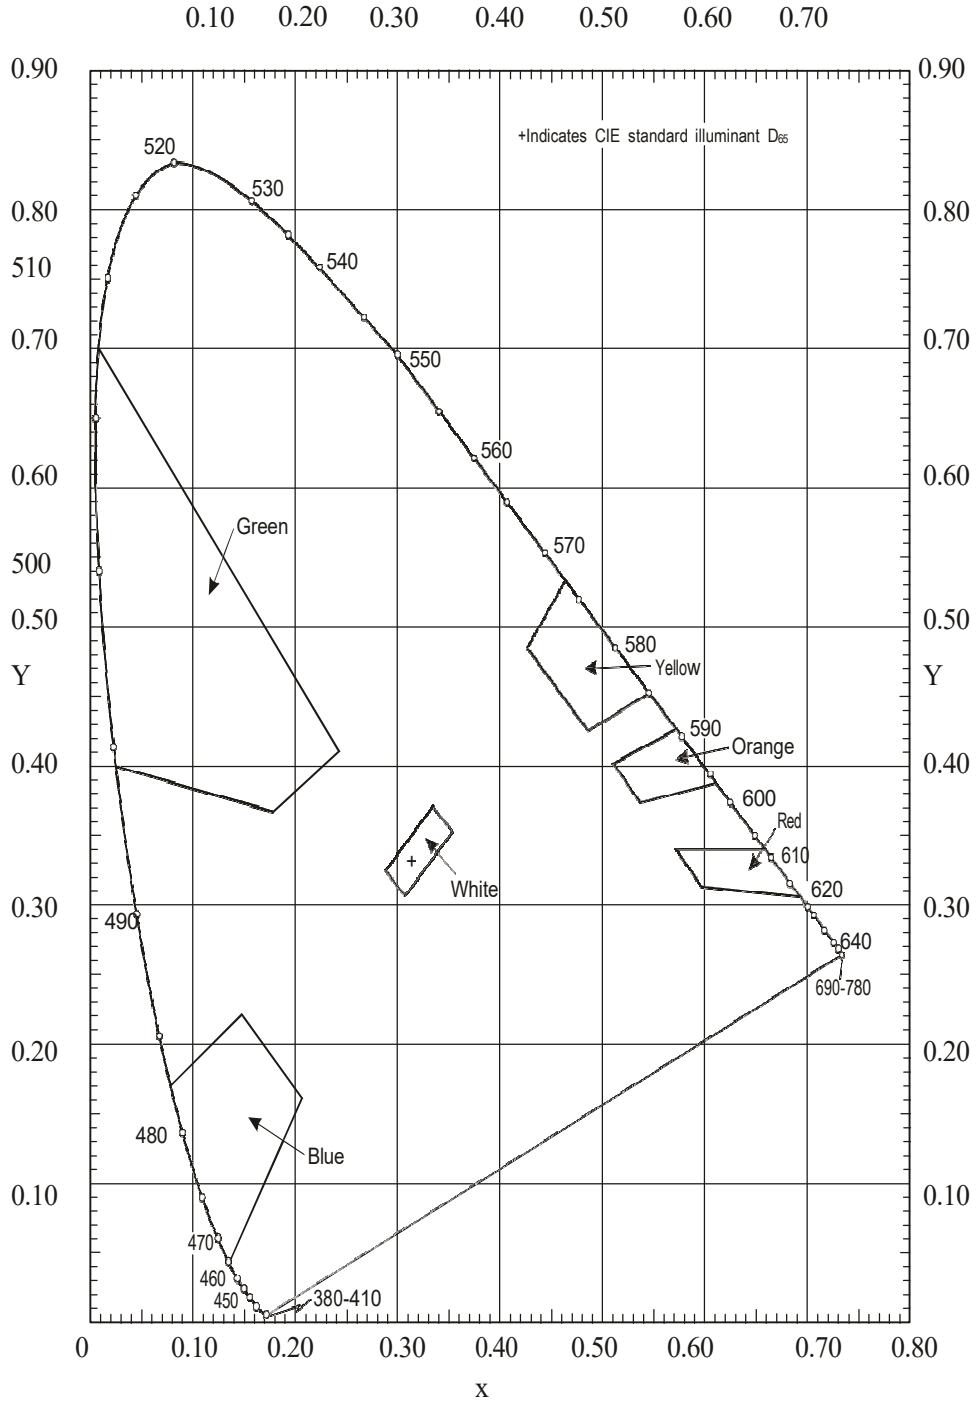 0.10 0.20 0.30 0.40 0.50 0.60 0.70
0.90 0.90
+Indicates CIE standard illuminant D65
520
530
0.80 0.80
510 540
0.70 0.70
550
560
0.60 0.60
Green
570
500
0.50 0.50
580
Y Yellow Y
590
Orange
0.40 0.40
600
Red
610
White 620
0.30 0.30
490
640
690-780
0.20 0.20
480
Blue
0.10 0.10
470
460
450 380-410
0 0.10 0.20 0.30 0.40 0.50 0.60 0.70 0.80
x